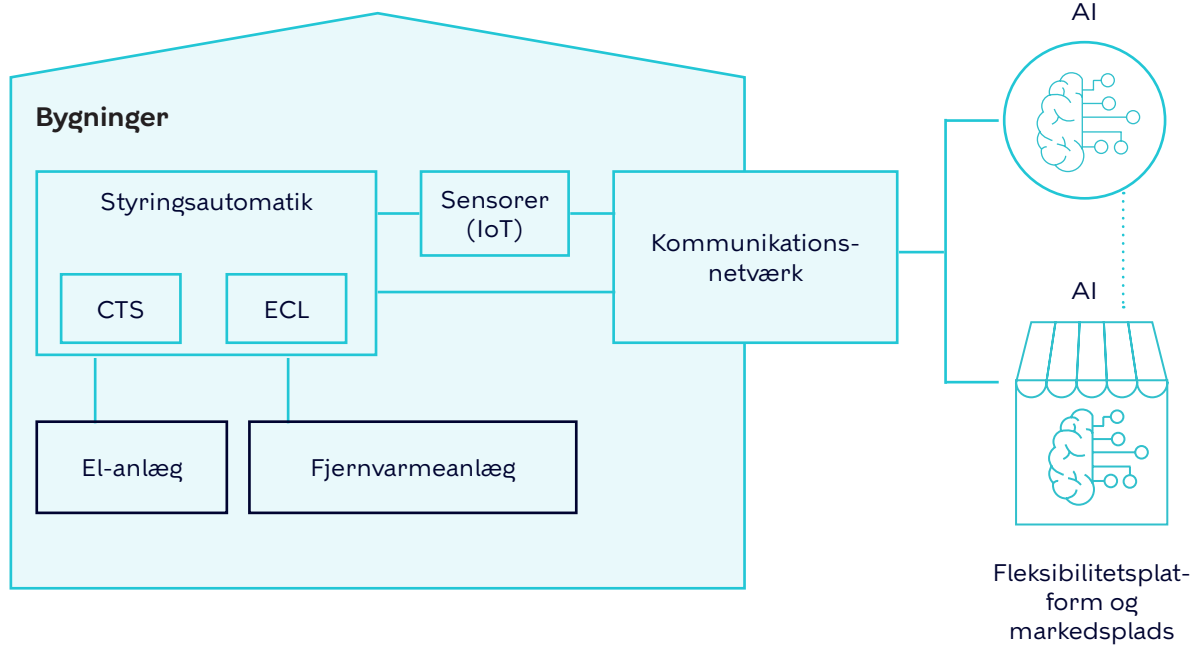 AI
Bygninger
Styringsautomatik
Sensorer
(IoT)
Kommunikations-
netværk
CTS
ECL
AI
El-anlæg
Fjernvarmeanlæg
Fleksibilitetsplat-
form og
markedsplads